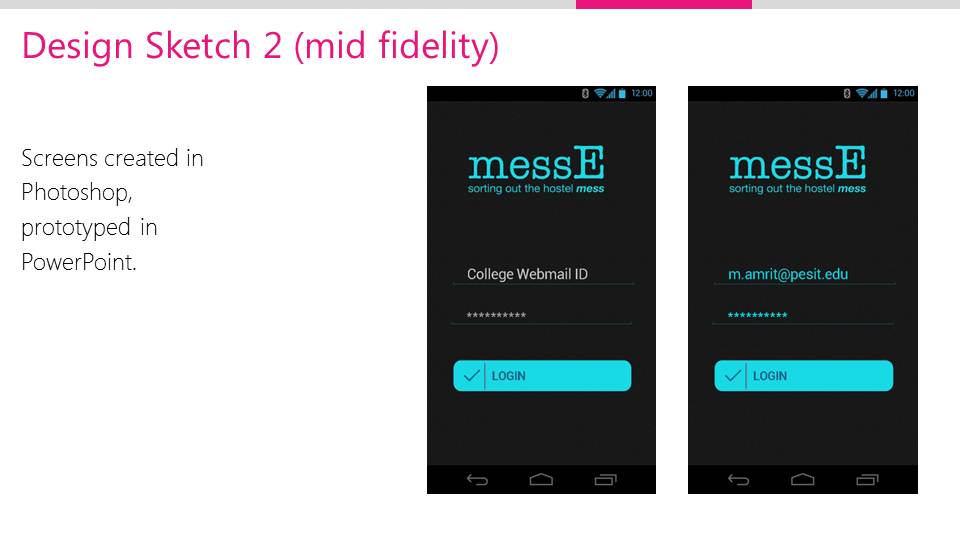 Design Sketch 2 (mid fidelity)
Screens created in
Photoshop,
prototyped in
PowerPoint.
12:00
messE
sorting out the hostel mess
College Webmail ID
**********
LOGIN
12:00
messE
sorting out the hostel mess
m.amrit@pesit.edu
**********
LOGIN